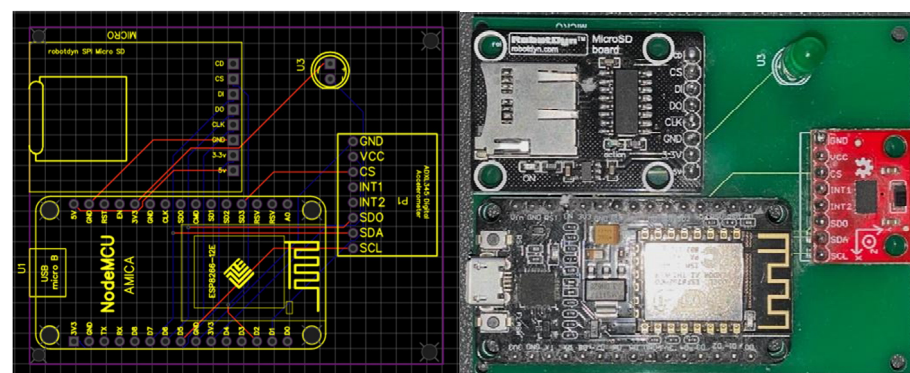 MICRO
robotdyn SPI Micro SD
CD
CS
DI
DO
CLK
GND
3.3v
5v
U3
GND
VCC
CS
INT1
INT2
SDO
SDA
SCL
P1
ADXL345 Digital
Accelerometer
5V GND RST EN 3V3 GND CLK SD0 CMD SD1 SD2 SD3 RSV RSV A0
U1
USB
micro B
NodeMCU
AMICA
ESP8266-12E
3V3 GND TX RX D8 D7 D6 D5 GND 3V3 D4 D3 D2 D1 D0
MICRO
RobotDyn™
robotdyn.com
MicroSD
board
CD
CS
DI
DO
CLK
GND
3.3V
5v
action
ON
U3
GND
VCC
CS
INT1
INT2
SDO
SDA
SCL
X
Z